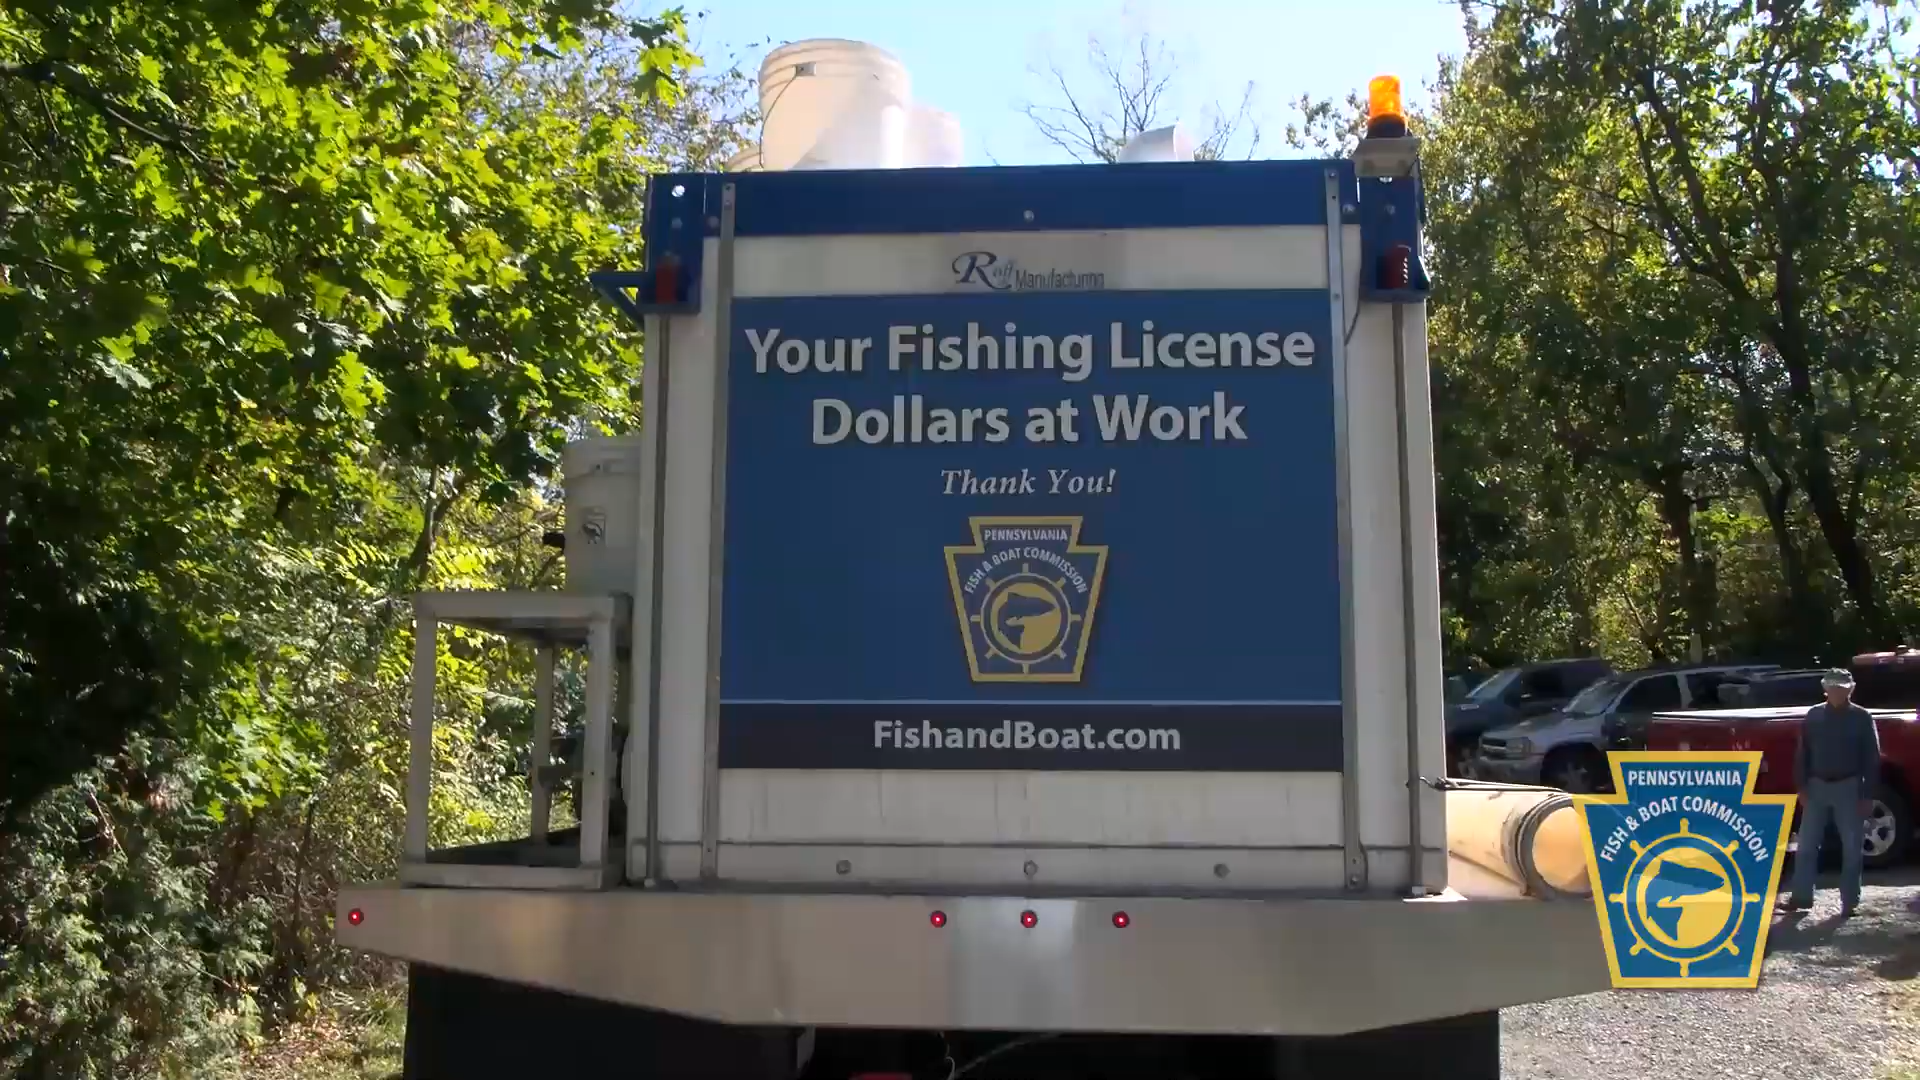 Raff Manufacturing
Your Fishing License
Dollars at Work
Thank You!
PENNSYLVANIA
FISH & BOAT COMMISSION
FishandBoat.com
PENNSYLVANIA
FISH & BOAT COMMISSION